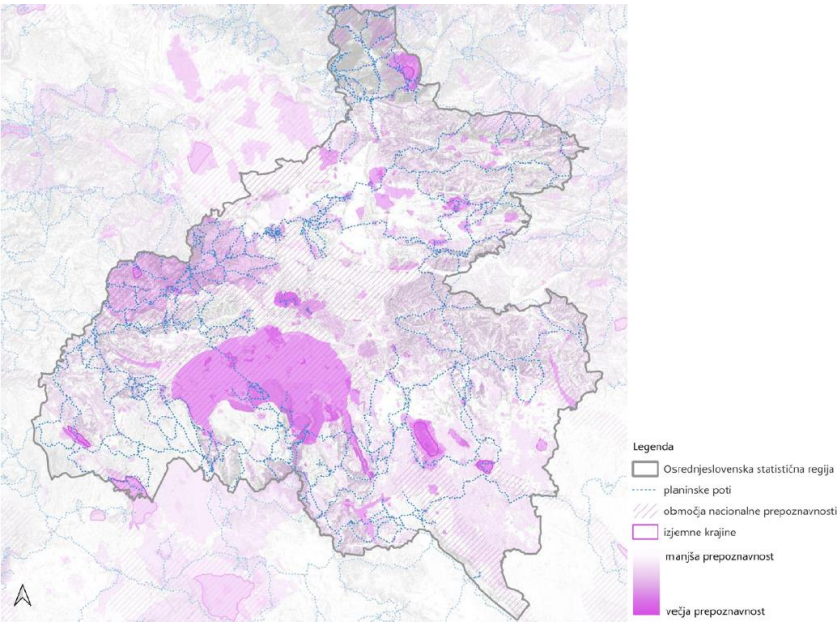 Legenda
Osrednjeslovenska statistična regija
planinske poti
območja nacionalne prepoznavnosti
izjemne krajine
manjša prepoznavnost
večja prepoznavnost